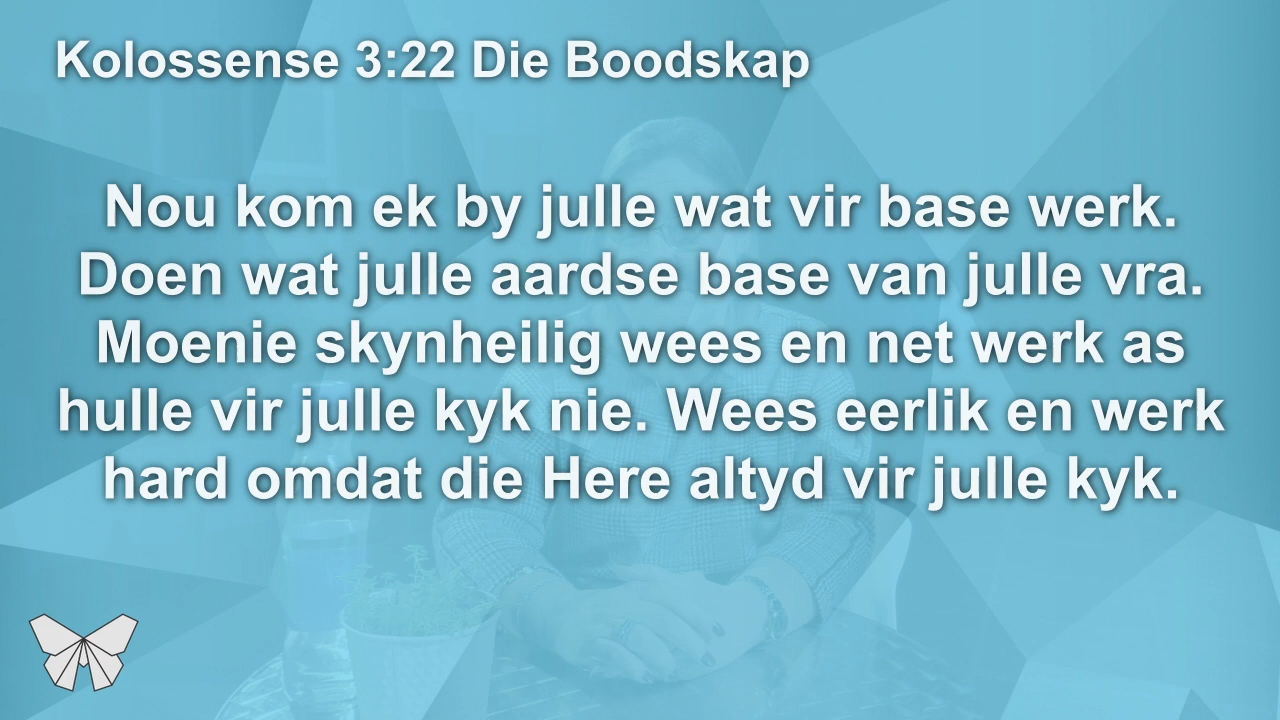 Kolossense 3:22 Die Boodskap
Nou kom ek by julle wat vir base werk.
Doen wat julle aardse base van julle vra.
Moenie skynheilig wees en net werk as
hulle vir julle kyk nie. Wees eerlik en werk
hard omdat die Here altyd vir julle kyk.